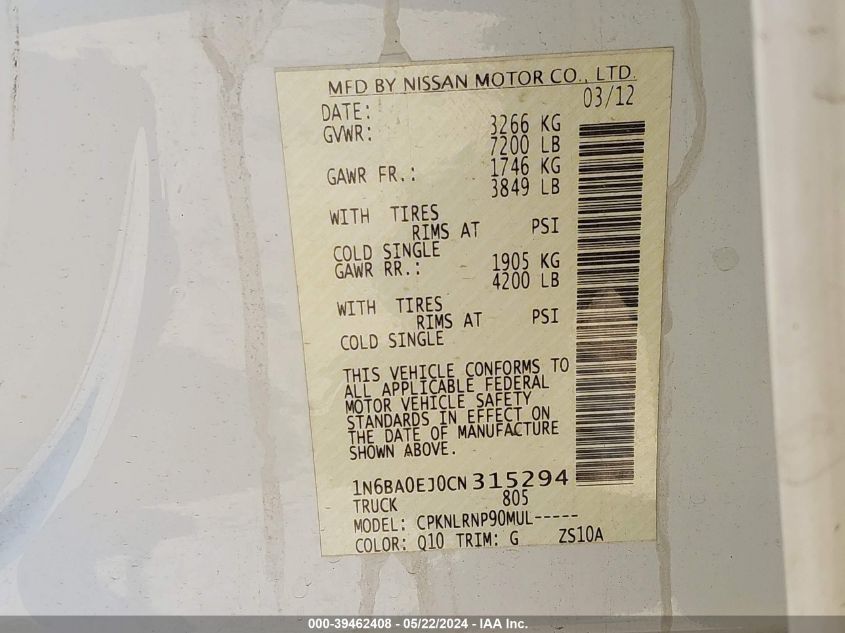 MFD BY NISSAN MOTOR CO., LTD.
DATE: 03/12
GVWR: 3266 KG
7200 LB
GAWR FR.: 1746 KG
3849 LB
WITH TIRES
RIMS AT PSI
COLD SINGLE
GAWR RR.: 1905 KG
4200 LB
WITH TIRES
RIMS AT PSI
COLD SINGLE
THIS VEHICLE CONFORMS TO
ALL APPLICABLE FEDERAL
MOTOR VEHICLE SAFETY
STANDARDS IN EFFECT ON
THE DATE OF MANUFACTURE
SHOWN ABOVE.
1N6BA0EJ0CN 315294
TRUCK 805
MODEL: CPKNLRNP90MUL-----
COLOR: Q10 TRIM: G ZS10A
000-39462408 - 05/22/2024 - IAA Inc.